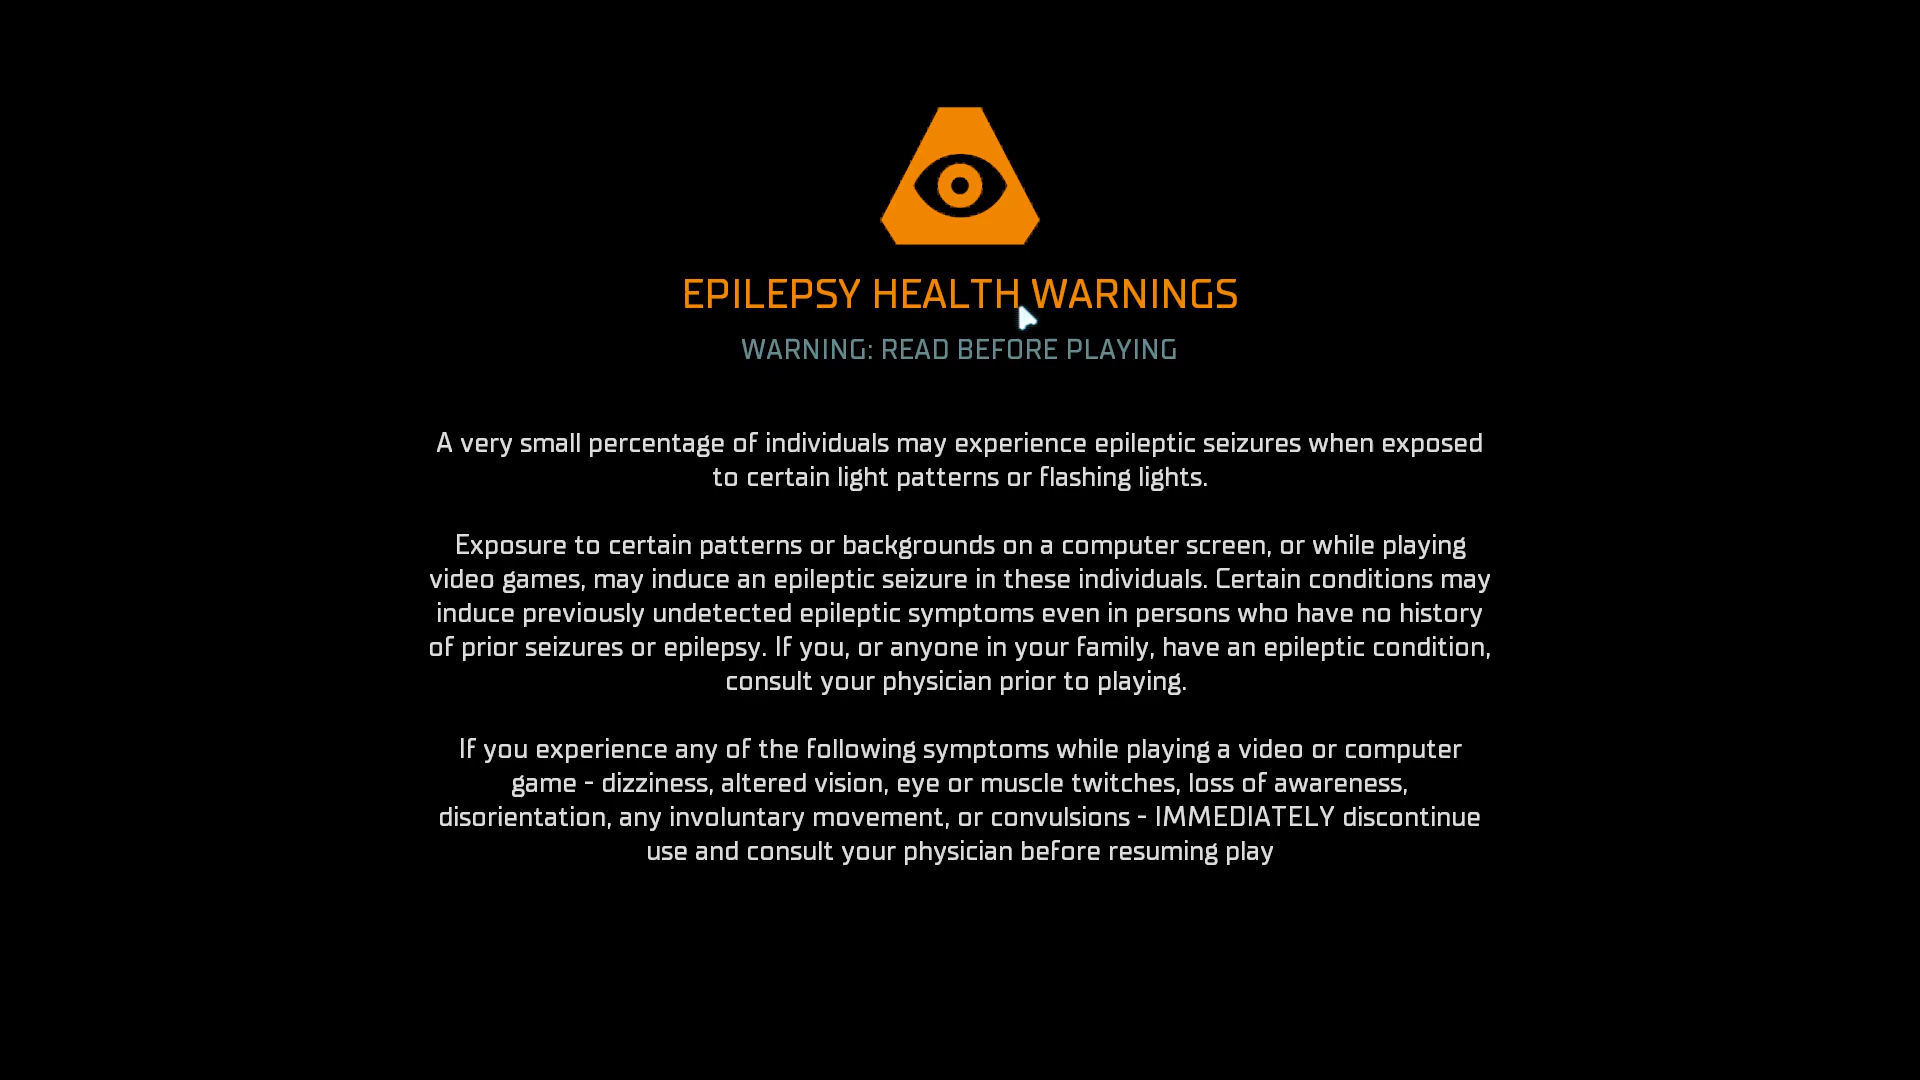 EPILEPSY HEALTH WARNINGS
WARNING: READ BEFORE PLAYING
A very small percentage of individuals may experience epileptic seizures when exposed
to certain light patterns or flashing lights.
Exposure to certain patterns or backgrounds on a computer screen, or while playing
video games, may induce an epileptic seizure in these individuals. Certain conditions may
induce previously undetected epileptic symptoms even in persons who have no history
of prior seizures or epilepsy. If you, or anyone in your family, have an epileptic condition,
consult your physician prior to playing.
If you experience any of the following symptoms while playing a video or computer
game - dizziness, altered vision, eye or muscle twitches, loss of awareness,
disorientation, any involuntary movement, or convulsions - IMMEDIATELY discontinue
use and consult your physician before resuming play